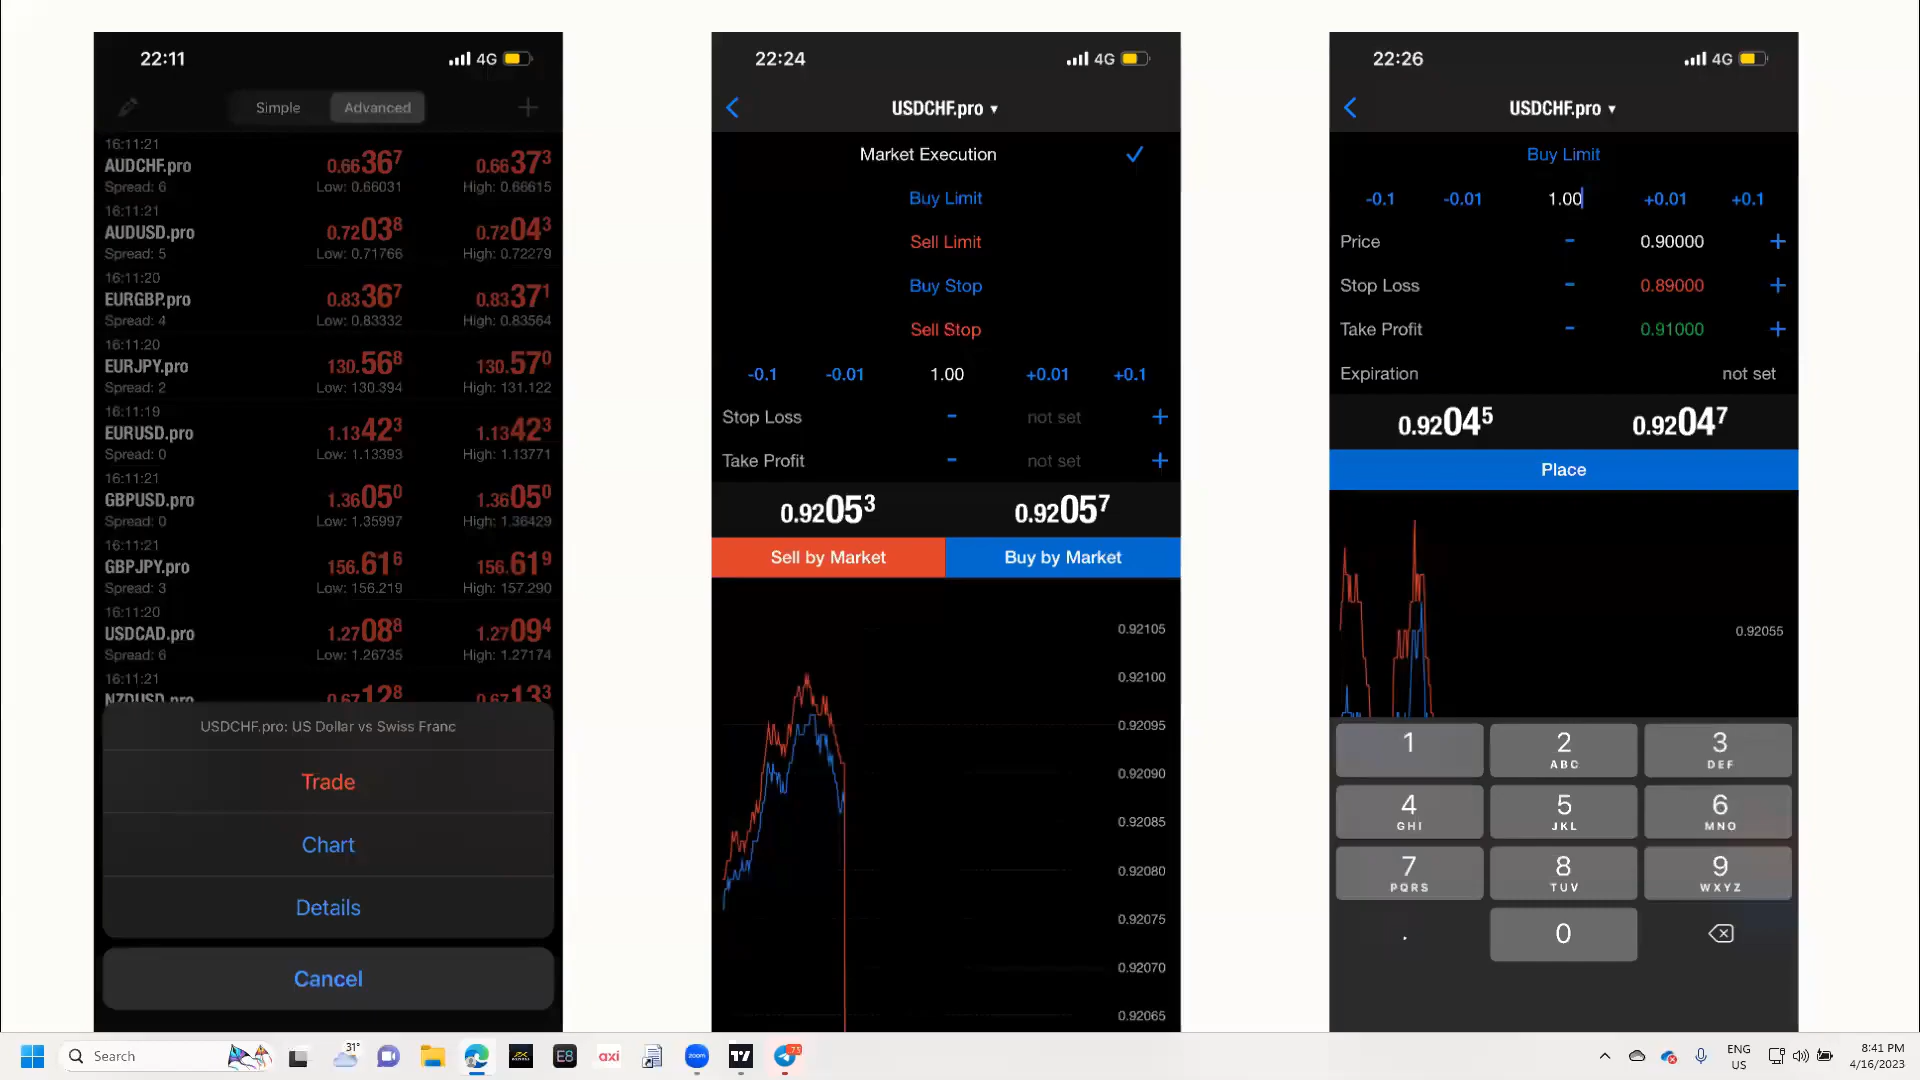 22:11
4G
Simple
Advanced
16:11:21
AUDCHF.pro 0.66367 0.66373
Spread: 6 Low: 0.66031 High: 0.66615
16:11:21
AUDUSD.pro 0.72038 0.72043
Spread: 5 Low: 0.71766 High: 0.72279
16:11:20
EURGBP.pro 0.83367 0.83371
Spread: 4 Low: 0.83332 High: 0.83564
16:11:20
EURJPY.pro 130.568 130.570
Spread: 2 Low: 130.394 High: 131.122
16:11:19
EURUSD.pro 1.13423 1.13423
Spread: 0 Low: 1.13393 High: 1.13771
16:11:21
GBPUSD.pro 1.36050 1.36050
Spread: 0 Low: 1.35997 High: 1.36429
16:11:21
GBPJPY.pro 156.616 156.619
Spread: 3 Low: 156.219 High: 157.290
16:11:20
USDCAD.pro 1.27088 1.27094
Spread: 6 Low: 1.26735 High: 1.27174
16:11:21
NZDUSD.pro 0.67128 0.67133
USDCHF.pro: US Dollar vs Swiss Franc
Trade
Chart
Details
Cancel
22:24
4G
USDCHF.pro
Market Execution
Buy Limit
Sell Limit
Buy Stop
Sell Stop
-0.1 -0.01 1.00 +0.01 +0.1
Stop Loss - not set +
Take Profit - not set +
0.92053 0.92057
Sell by Market Buy by Market
0.92105
0.92100
0.92095
0.92090
0.92085
0.92080
0.92075
0.92070
0.92065
22:26
4G
USDCHF.pro
Buy Limit
-0.1 -0.01 1.00 +0.01 +0.1
Price - 0.90000 +
Stop Loss - 0.89000 +
Take Profit - 0.91000 +
Expiration not set
0.92045 0.92047
Place
0.92055
1 2 3
ABC DEF
4 5 6
GHI JKL MNO
7 8 9
PQRS TUV WXYZ
. 0
Search
31°
E8
axi
zoom
ENG
US
8:41 PM
4/16/2023